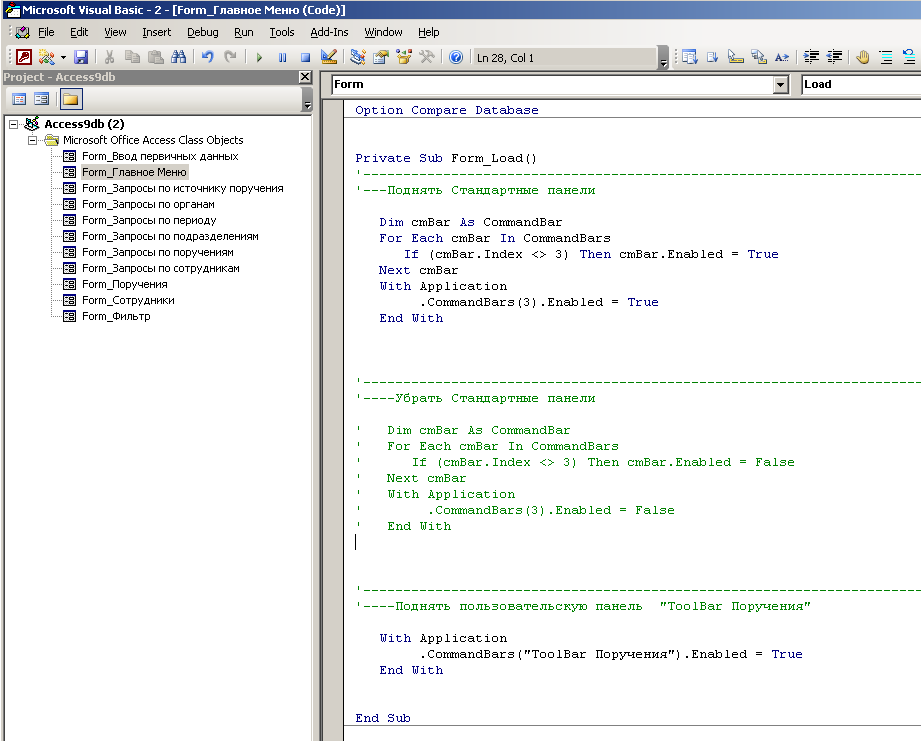 Microsoft Visual Basic - 2 - [Form_Главное Меню (Code)]
File Edit View Insert Debug Run Tools Add-Ins Window Help
Ln 28, Col 1
Project - Access9db
Form Load
Access9db (2)
Microsoft Office Access Class Objects
Form_Ввод первичных данных
Form_Главное Меню
Form_Запросы по источнику поручения
Form_Запросы по органам
Form_Запросы по периоду
Form_Запросы по подразделениям
Form_Запросы по поручениям
Form_Запросы по сотрудникам
Form_Поручения
Form_Сотрудники
Form_Фильтр
Option Compare Database
Private Sub Form_Load()
'-----------------------------------------------------------------------
'---Поднять Стандартные панели
Dim cmBar As CommandBar
For Each cmBar In CommandBars
If (cmBar.Index <> 3) Then cmBar.Enabled = True
Next cmBar
With Application
.CommandBars(3).Enabled = True
End With
'-----------------------------------------------------------------------
'----Убрать Стандартные панели
' Dim cmBar As CommandBar
' For Each cmBar In CommandBars
' If (cmBar.Index <> 3) Then cmBar.Enabled = False
' Next cmBar
' With Application
' .CommandBars(3).Enabled = False
' End With
'-----------------------------------------------------------------------
'----Поднять пользовательскую панель "ToolBar Поручения"
With Application
.CommandBars("ToolBar Поручения").Enabled = True
End With
End Sub